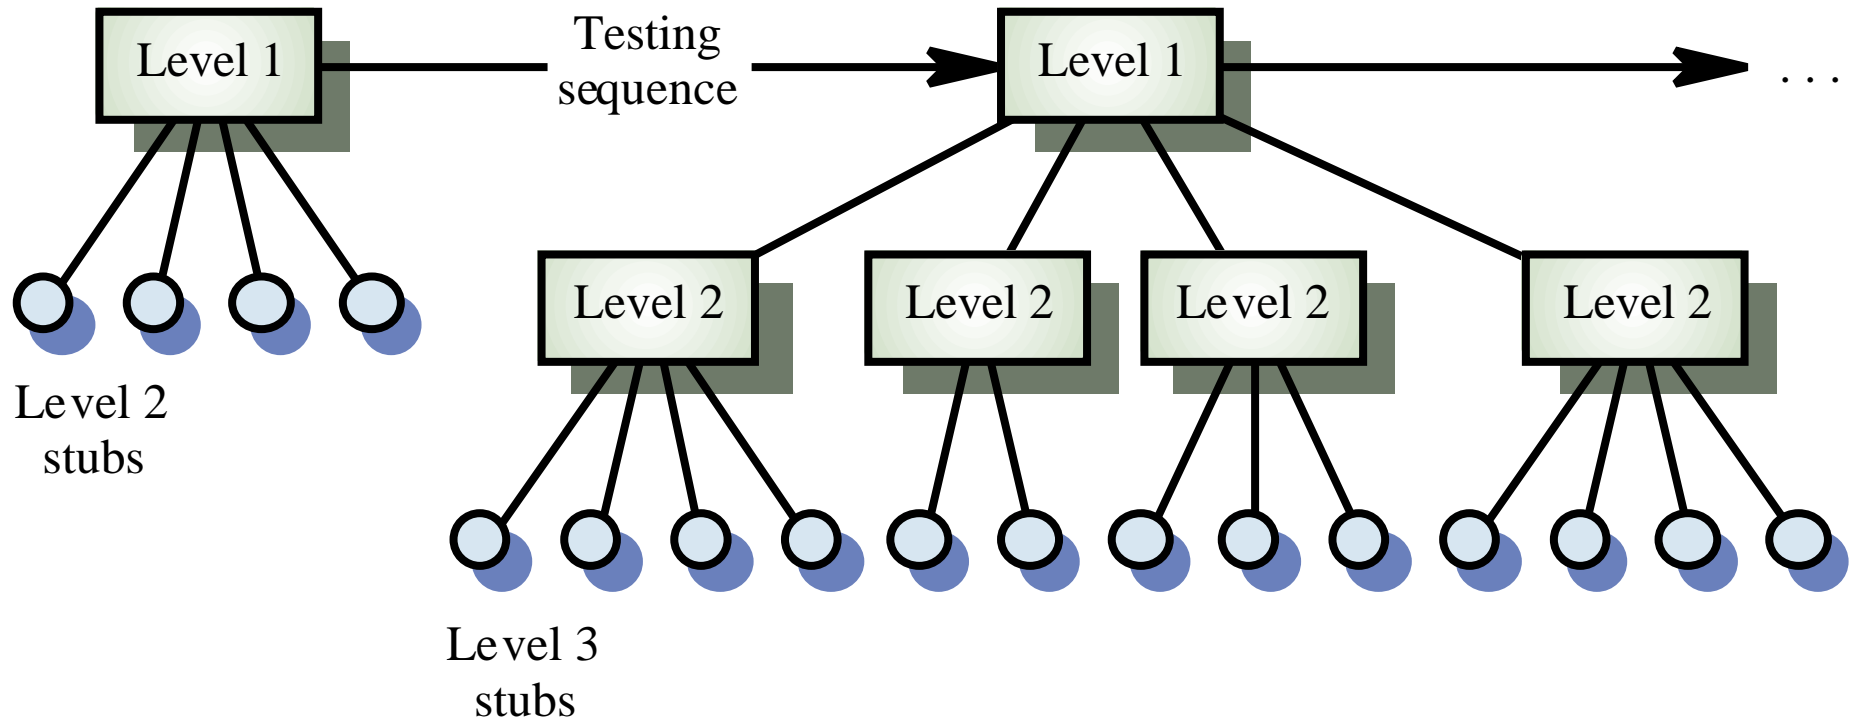 Level 1
Testing
sequence
Level 1
. . .
Level 2
Level 2
Level 2
Level 2
Level 2
stubs
Level 3
stubs